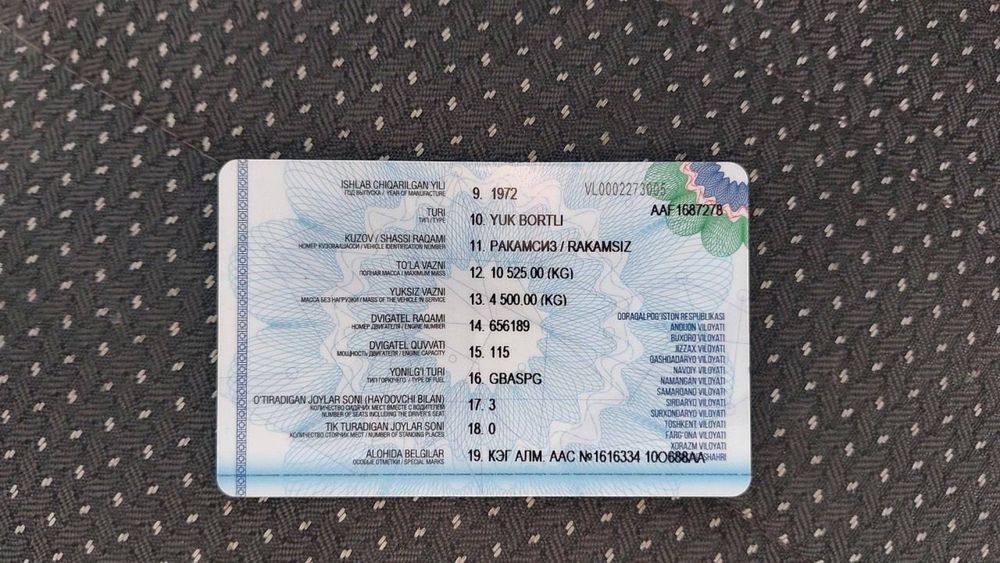 ISHLAB CHIQARILGAN YILI 9. 1972 VL0002273005
ГОД ВЫПУСКА / YEAR OF MANUFACTURE
AAF1687278
TURI 10. YUK BORTLI
ТИП / TYPE
KUZOV / SHASSI RAQAMI 11. РАКАМСИЗ / RAKAMSIZ
НОМЕР КУЗОВА/ШАССИ / VEHICLE IDENTIFICATION NUMBER
TO'LA VAZNI 12. 10 525.00 (KG)
ПОЛНАЯ МАССА / MAXIMUM MASS
YUKSIZ VAZNI 13. 4 500.00 (KG)
МАССА БЕЗ НАГРУЗКИ / MASS OF THE VEHICLE IN SERVICE
DVIGATEL RAQAMI 14. 656189
НОМЕР ДВИГАТЕЛЯ / ENGINE NUMBER
DVIGATEL QUVVATI 15. 115
МОЩНОСТЬ ДВИГАТЕЛЯ / ENGINE CAPACITY
YONILG'I TURI 16. GBASPG
ТИП ГОРЮЧЕГО / TYPE OF FUEL
O'TIRADIGAN JOYLAR SONI (HAYDOVCHI BILAN) 17. 3
КОЛИЧЕСТВО СИДЯЧИХ МЕСТ ВМЕСТЕ С ВОДИТЕЛЕМ
NUMBER OF SEATS INCLUDING THE DRIVER'S SEAT
TIK TURADIGAN JOYLAR SONI 18. 0
КОЛИЧЕСТВО СТОЯЧИХ МЕСТ / NUMBER OF STANDING PLACES
ALOHIDA BELGILAR 19. КЭГ АЛМ. ААС №1616334 10O688AA
ОСОБЫЕ ОТМЕТКИ / SPECIAL MARKS
QORAQALPOG'ISTON RESPUBLIKASI
ANDIJON VILOYATI
BUXORO VILOYATI
JIZZAX VILOYATI
QASHQADARYO VILOYATI
NAVOIY VILOYATI
NAMANGAN VILOYATI
SAMARQAND VILOYATI
SIRDARYO VILOYATI
SURXONDARYO VILOYATI
TOSHKENT VILOYATI
FARG'ONA VILOYATI
XORAZM VILOYATI
SHAHRI